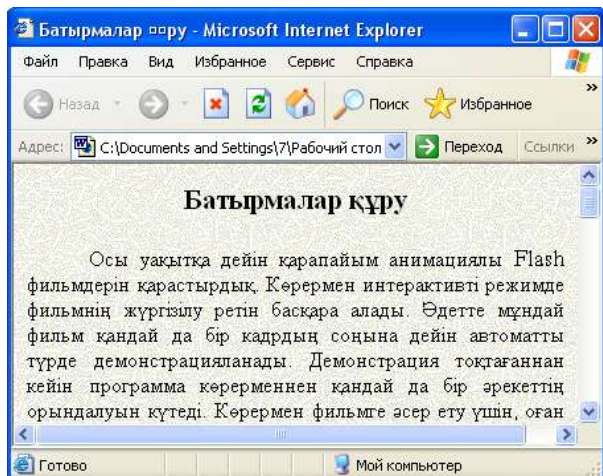 Батырмалар ¤¤ру - Microsoft Internet Explorer
Файл Правка Вид Избранное Сервис Справка
Назад Поиск Избранное »
Адрес: C:\Documents and Settings\7\Рабочий стол Переход Ссылки »
Батырмалар құру
Осы уақытқа дейін қарапайым анимациялы Flash
фильмдерін қарастырдық. Көрермен интерактивті режимде
фильмнің жүргізілу ретін басқара алады. Әдетте мұндай
фильм қандай да бір кадрдың соңына дейін автоматты
түрде демонстрацияланады. Демонстрация тоқтағаннан
кейін программа көрерменнен қандай да бір әрекеттің
орындалуын күтеді. Көрермен фильмге әсер ету үшін, оған
Готово Мой компьютер